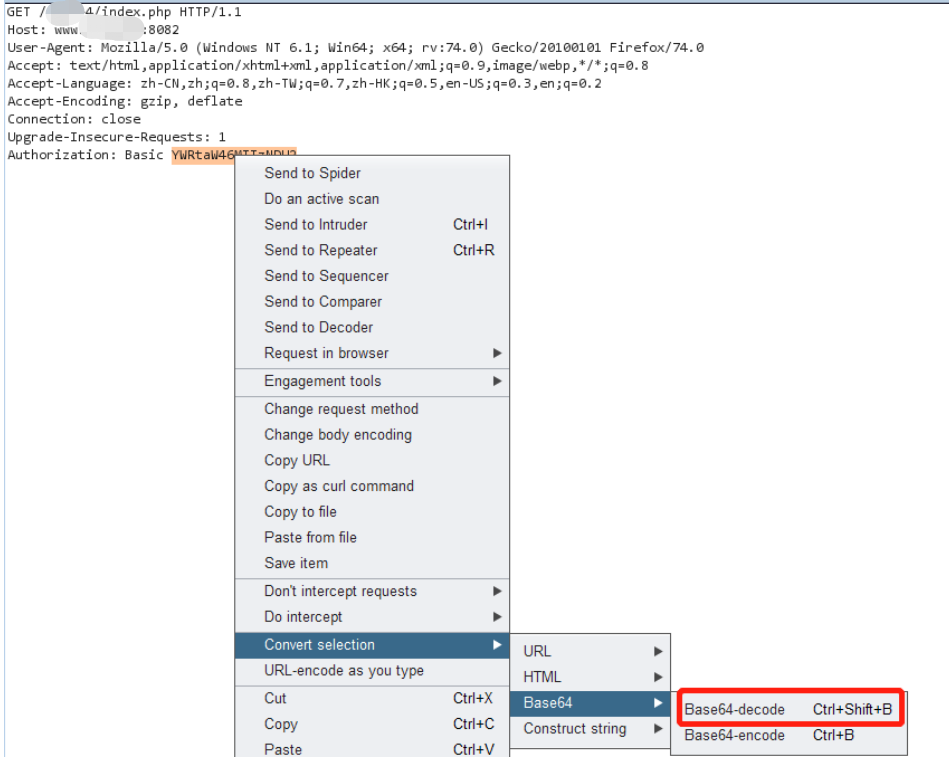 GET /4/index.php HTTP/1.1
Host: www. :8082
User-Agent: Mozilla/5.0 (Windows NT 6.1; Win64; x64; rv:74.0) Gecko/20100101 Firefox/74.0
Accept: text/html,application/xhtml+xml,application/xml;q=0.9,image/webp,*/*;q=0.8
Accept-Language: zh-CN,zh;q=0.8,zh-TW;q=0.7,zh-HK;q=0.5,en-US;q=0.3,en;q=0.2
Accept-Encoding: gzip, deflate
Connection: close
Upgrade-Insecure-Requests: 1
Authorization: Basic
Send to Spider
Do an active scan
Send to Intruder Ctrl+I
Send to Repeater Ctrl+R
Send to Sequencer
Send to Comparer
Send to Decoder
Request in browser
Engagement tools
Change request method
Change body encoding
Copy URL
Copy as curl command
Copy to file
Paste from file
Save item
Don't intercept requests
Do intercept
Convert selection
URL-encode as you type
Cut Ctrl+X
Copy Ctrl+C
Paste Ctrl+V
URL
HTML
Base64
Construct string
Base64-decode Ctrl+Shift+B
Base64-encode Ctrl+B